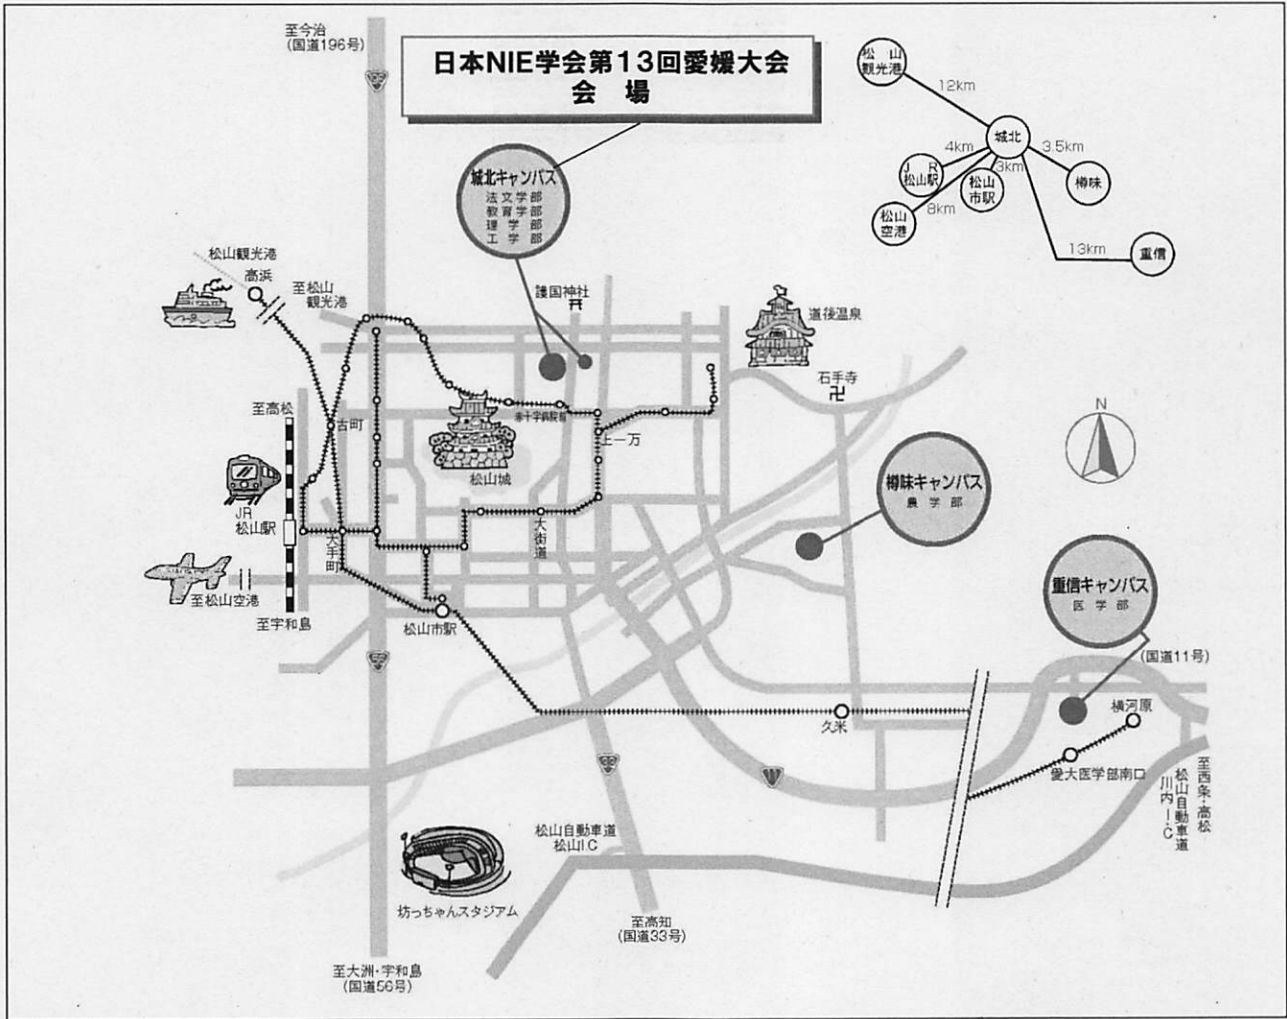 至今治
(国道196号)
日本NIE学会第13回愛媛大会
会 場
松 山
観光港
12km
城北
4km
3km
3.5km
J R
松山駅
松山
市駅
樽味
松山
空港
8km
13km
重信
城北キャンパス
法文学部
教育学部
理 学 部
工 学 部
松山観光港
高浜
至松山
観光港
護国神社
道後温泉
石手寺
卍
N
至高松
古町
赤十字病院前
上一万
松山城
樽味キャンパス
農 学 部
JR
松山駅
大手町
大街道
至松山空港
至宇和島
松山市駅
重信キャンパス
医 学 部
(国道11号)
横河原
久米
愛大医学部南口
至西条・高松
松山自動車道
川内I・C
松山自動車道
松山I.C
坊っちゃんスタジアム
至高知
(国道33号)
至大洲・宇和島
(国道56号)